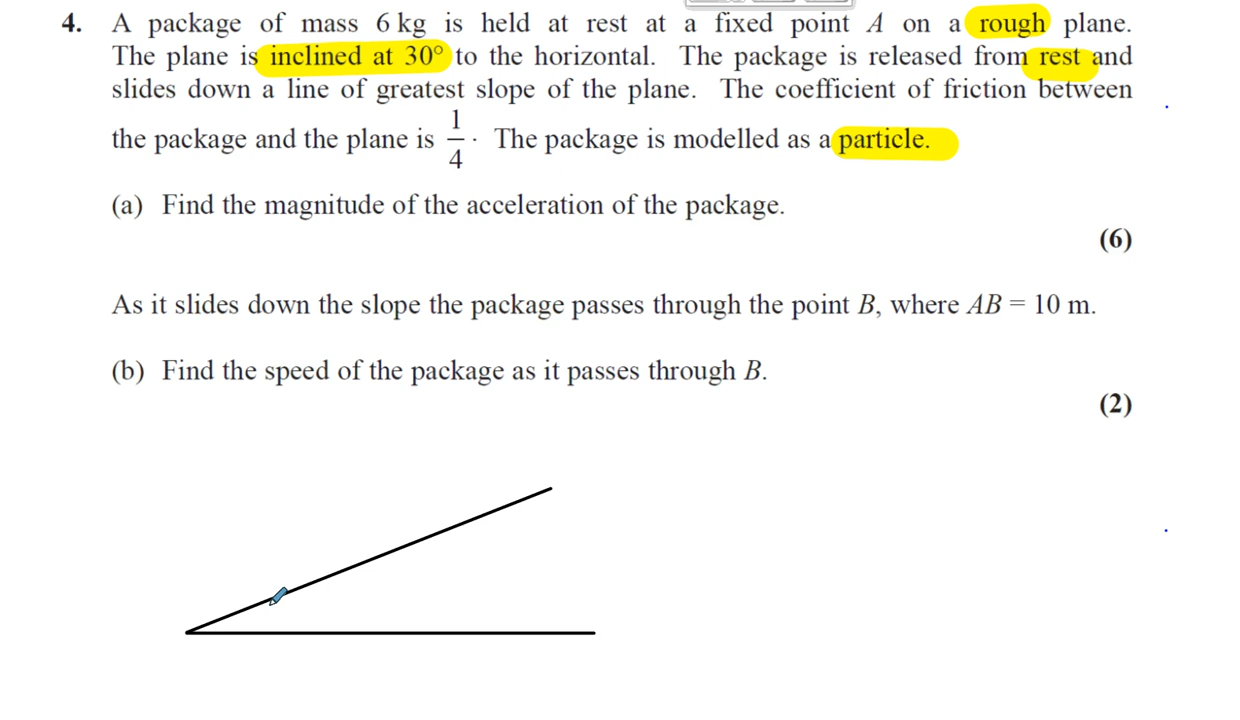 4. A package of mass 6 kg is held at rest at a fixed point A on a rough plane.
The plane is inclined at 30° to the horizontal. The package is released from rest and
slides down a line of greatest slope of the plane. The coefficient of friction between
the package and the plane is 1/4. The package is modelled as a particle.
(a) Find the magnitude of the acceleration of the package.
(6)
As it slides down the slope the package passes through the point B, where AB = 10 m.
(b) Find the speed of the package as it passes through B.
(2)